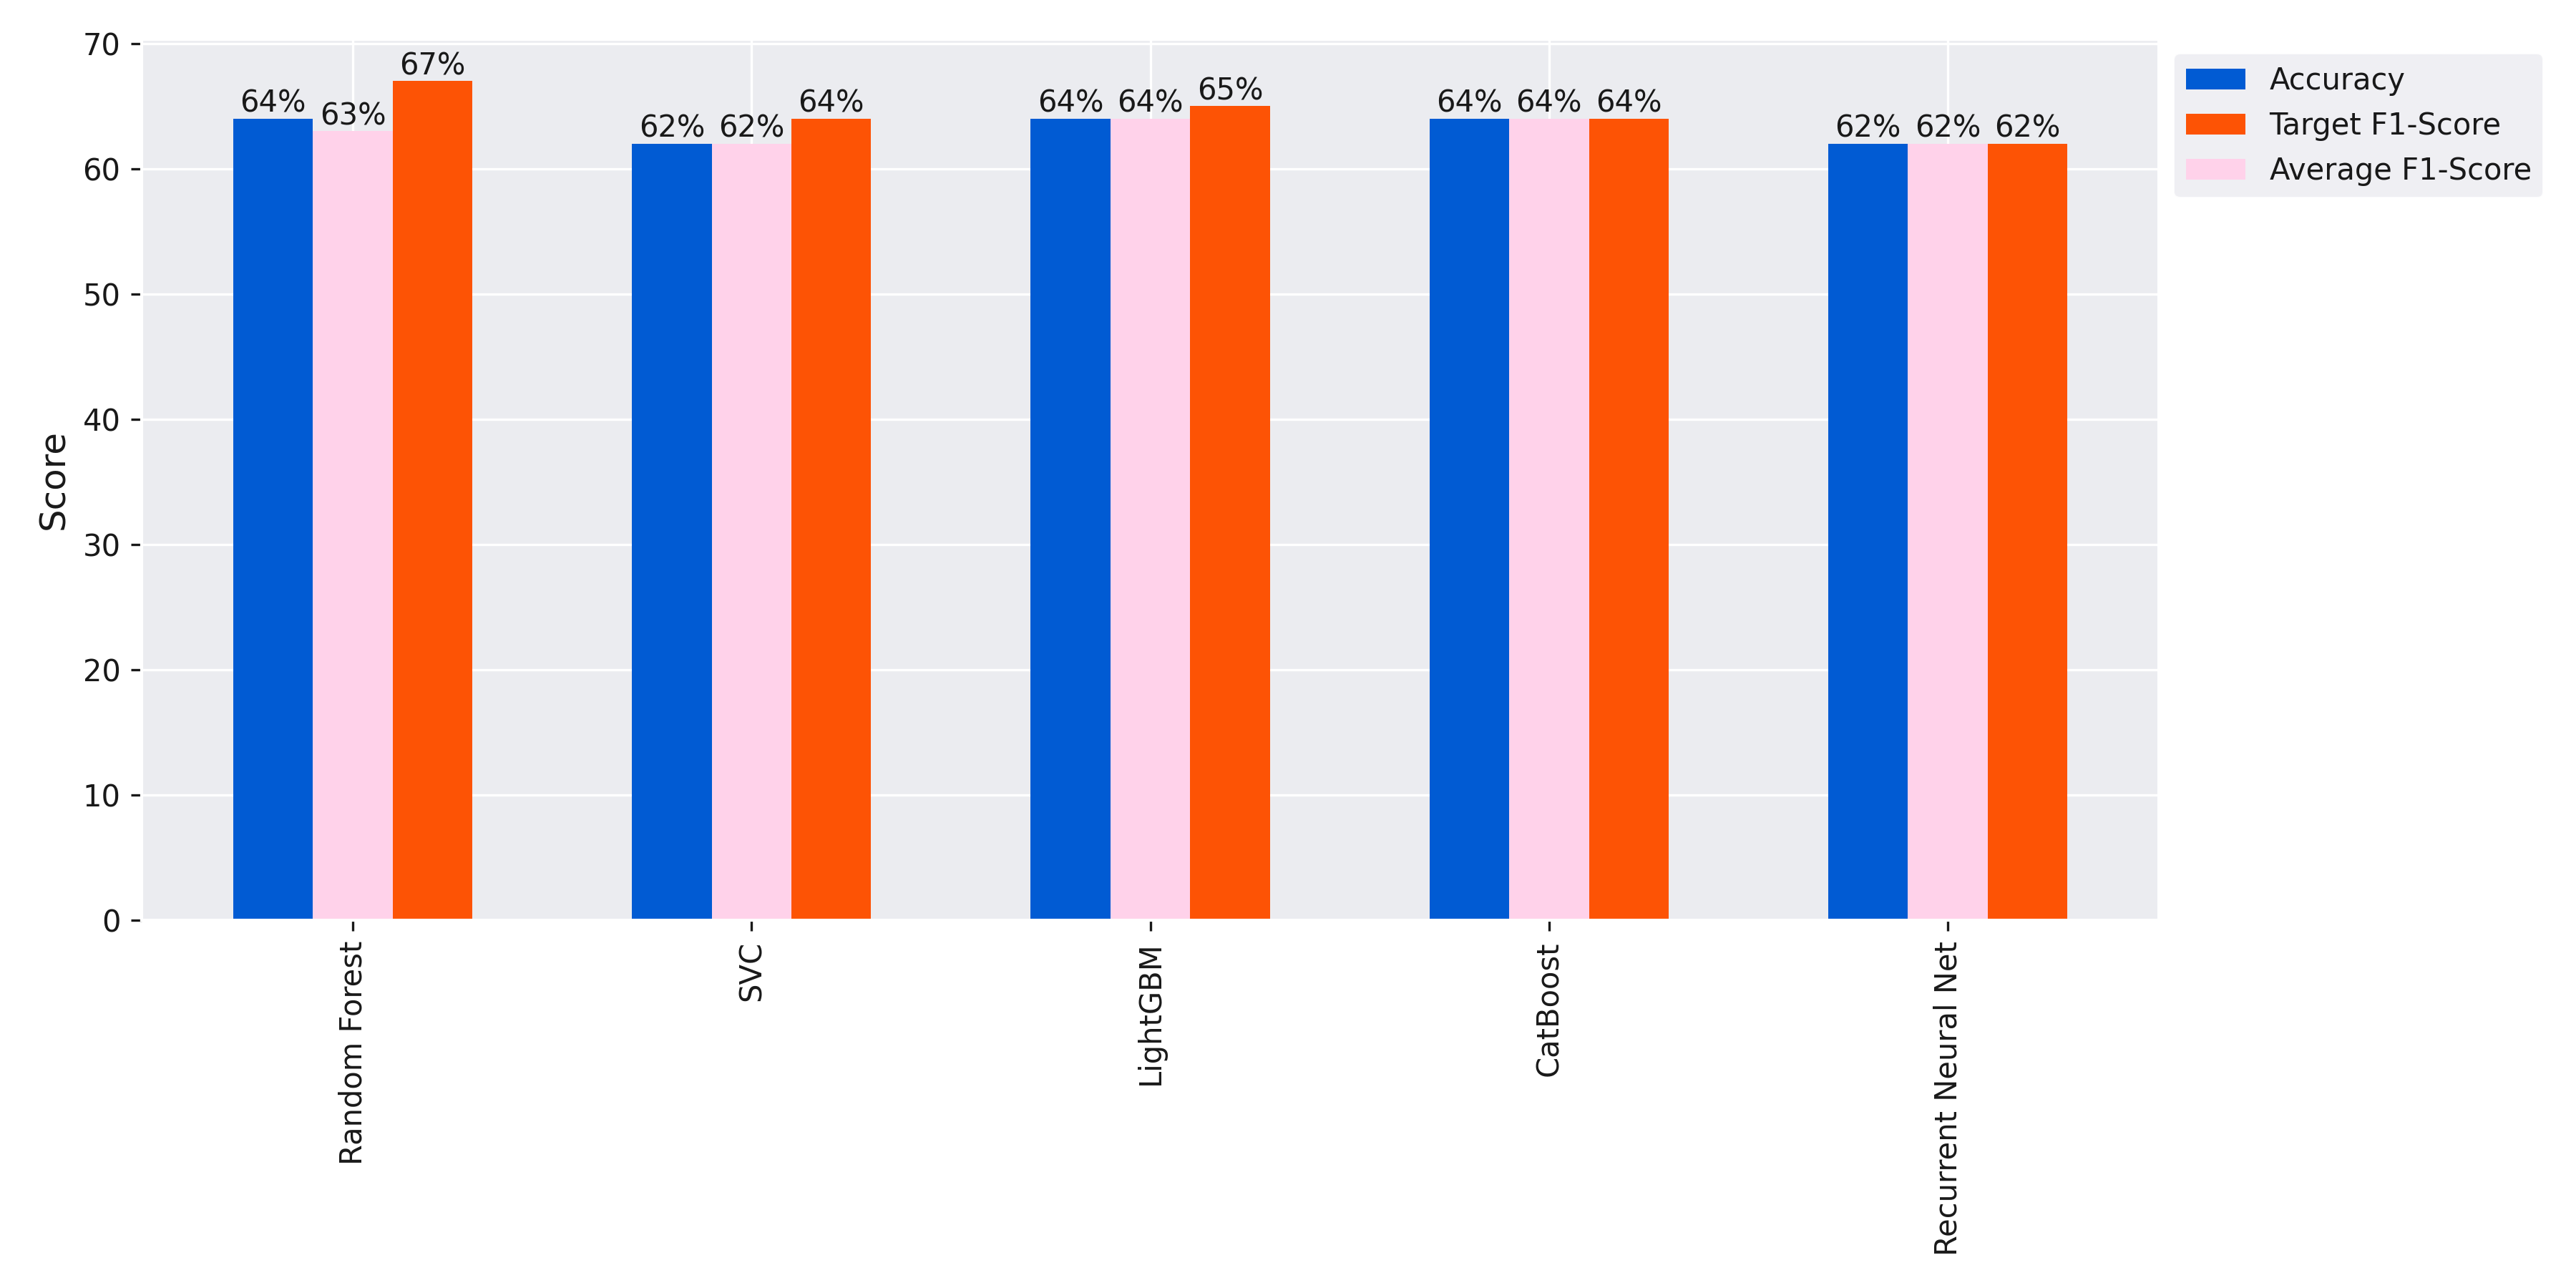 70
60
50
40
30
20
10
0
Score
64%
63%
67%
62%
62%
64%
64%
64%
65%
64%
64%
64%
62%
62%
62%
Random Forest
SVC
LightGBM
CatBoost
Recurrent Neural Net
Accuracy
Target F1-Score
Average F1-Score